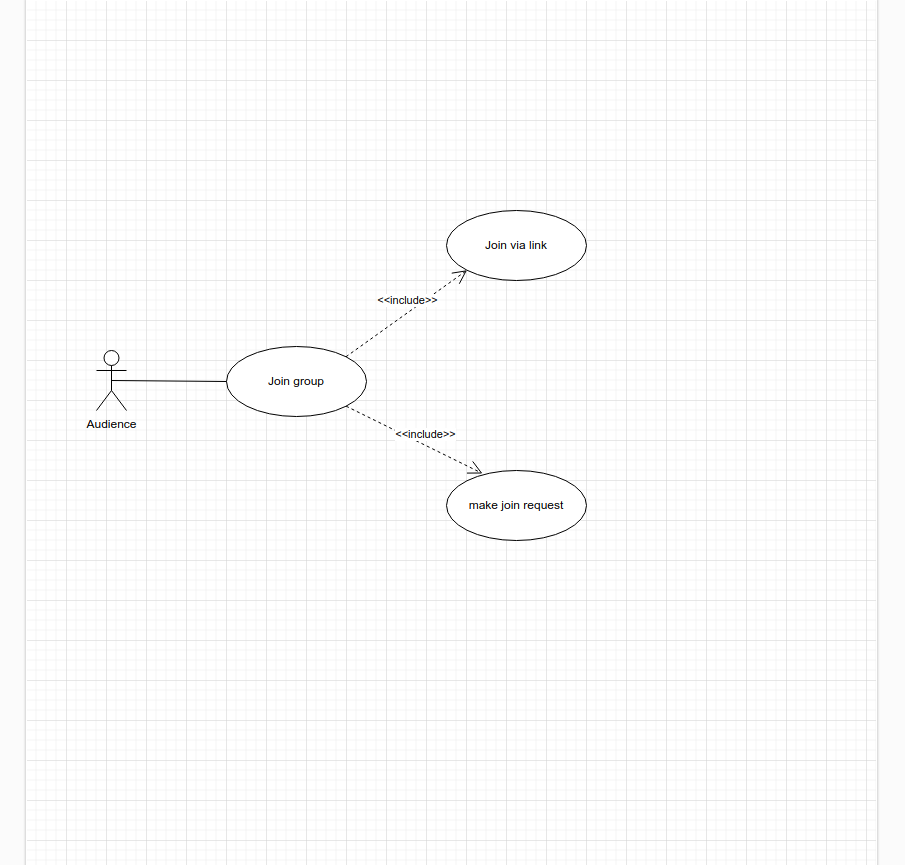 Join via link
<<include>>
Join group
Audience
<<include>>
make join request